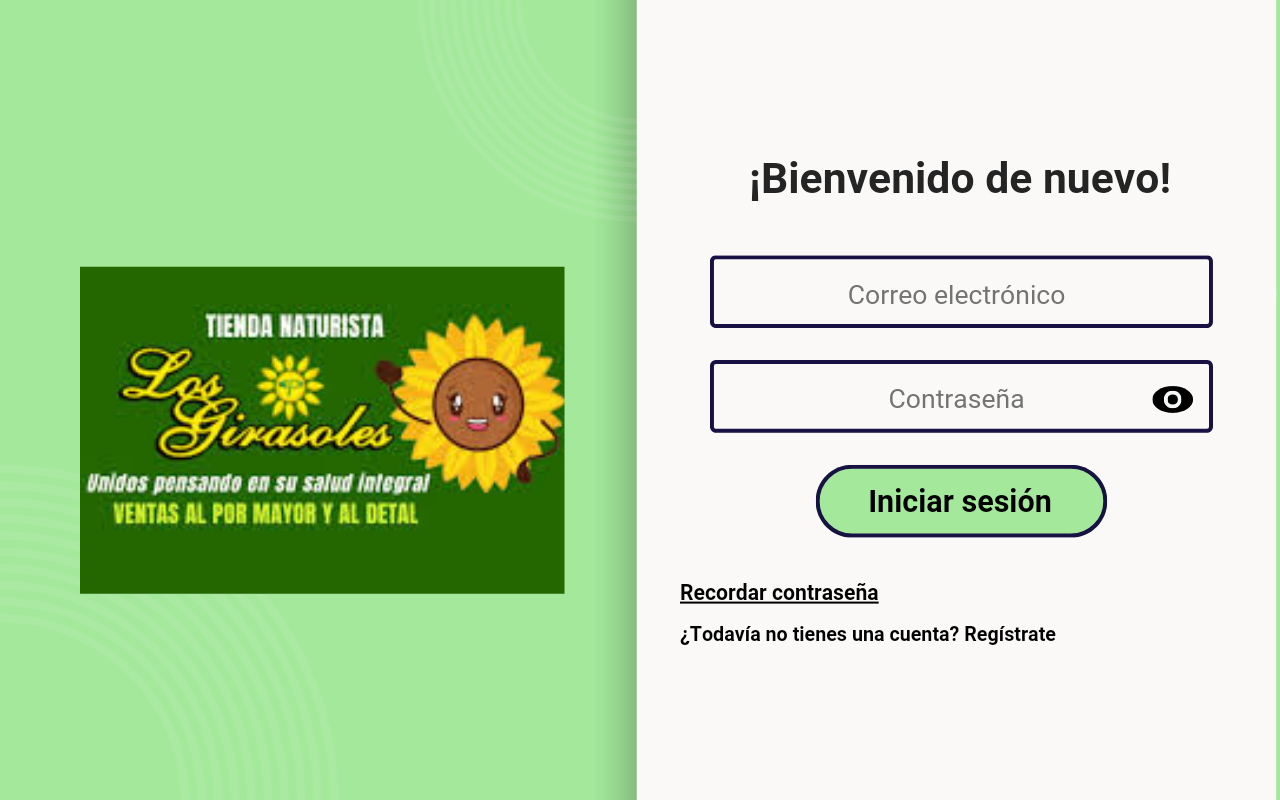 TIENDA NATURISTA
Los
Girasoles
Unidos pensando en su salud integral
VENTAS AL POR MAYOR Y AL DETAL
¡Bienvenido de nuevo!
Correo electrónico
Contraseña
Iniciar sesión
Recordar contraseña
¿Todavía no tienes una cuenta? Regístrate